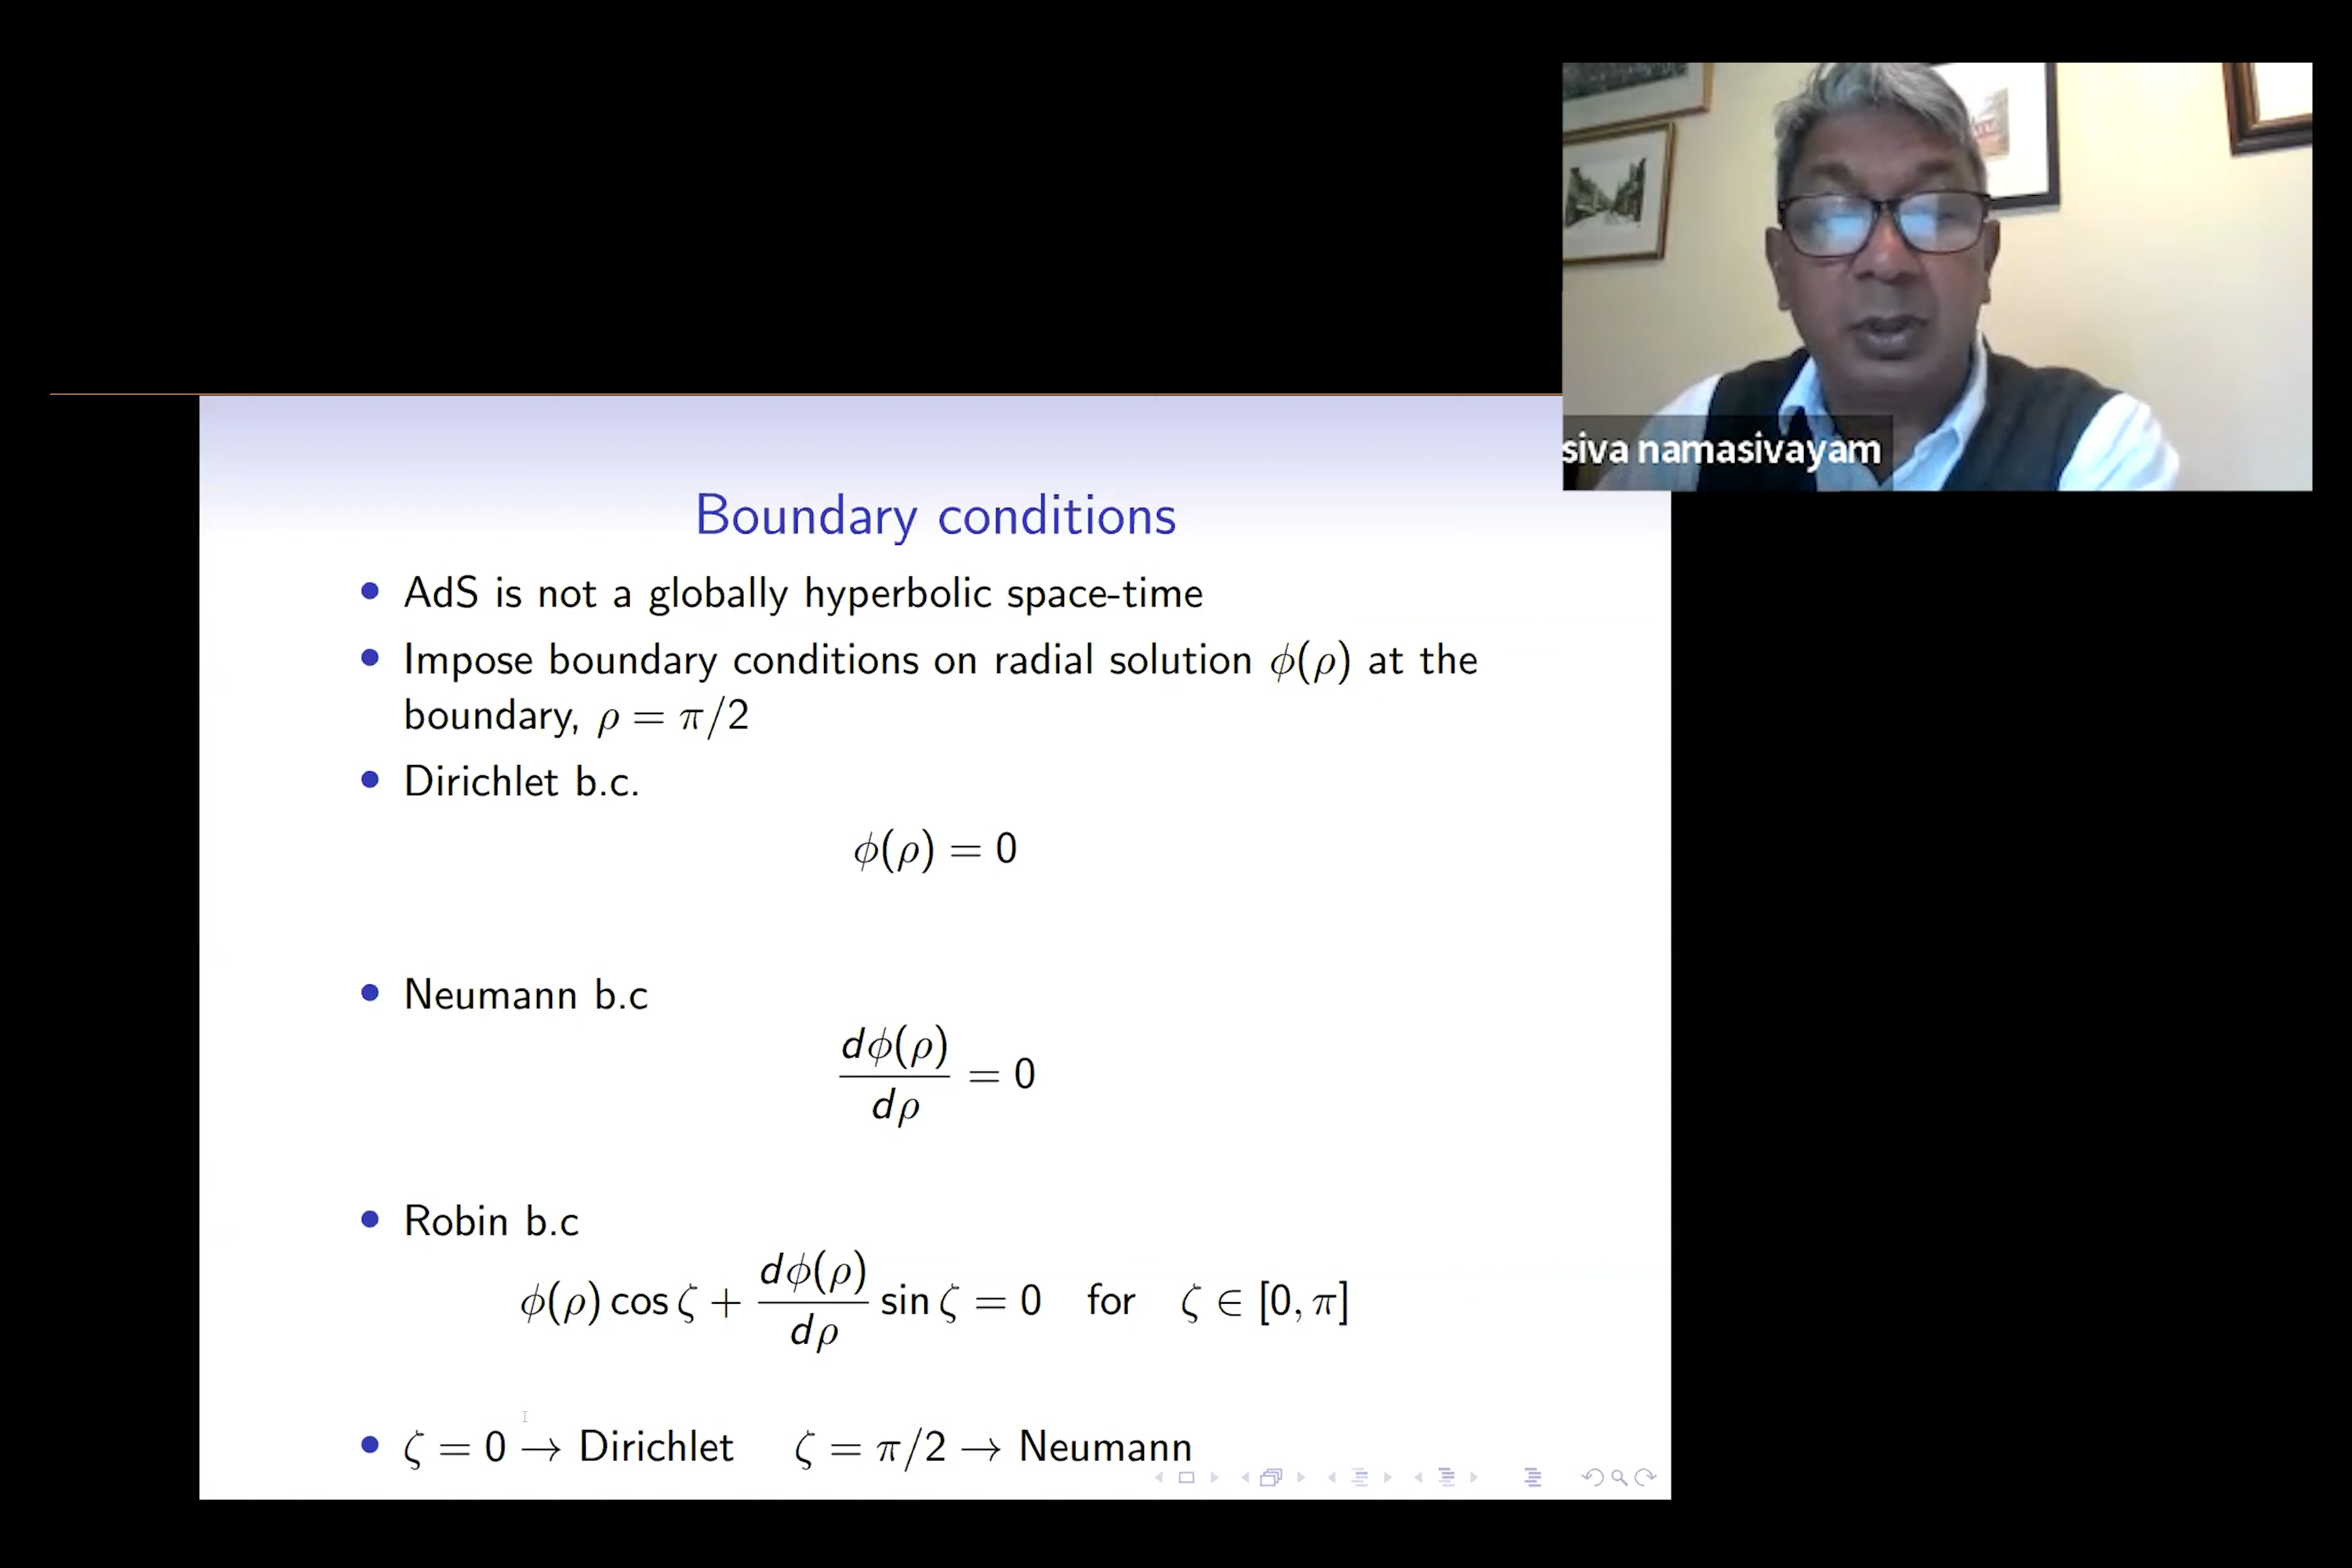 siva namasivayam
Boundary conditions
• AdS is not a globally hyperbolic space-time
• Impose boundary conditions on radial solution ϕ(ρ) at the
boundary, ρ = π/2
• Dirichlet b.c.
ϕ(ρ) = 0
• Neumann b.c
dϕ(ρ)/dρ = 0
• Robin b.c
ϕ(ρ) cos ζ + dϕ(ρ)/dρ sin ζ = 0 for ζ ∈ [0, π]
• ζ = 0 → Dirichlet ζ = π/2 → Neumann